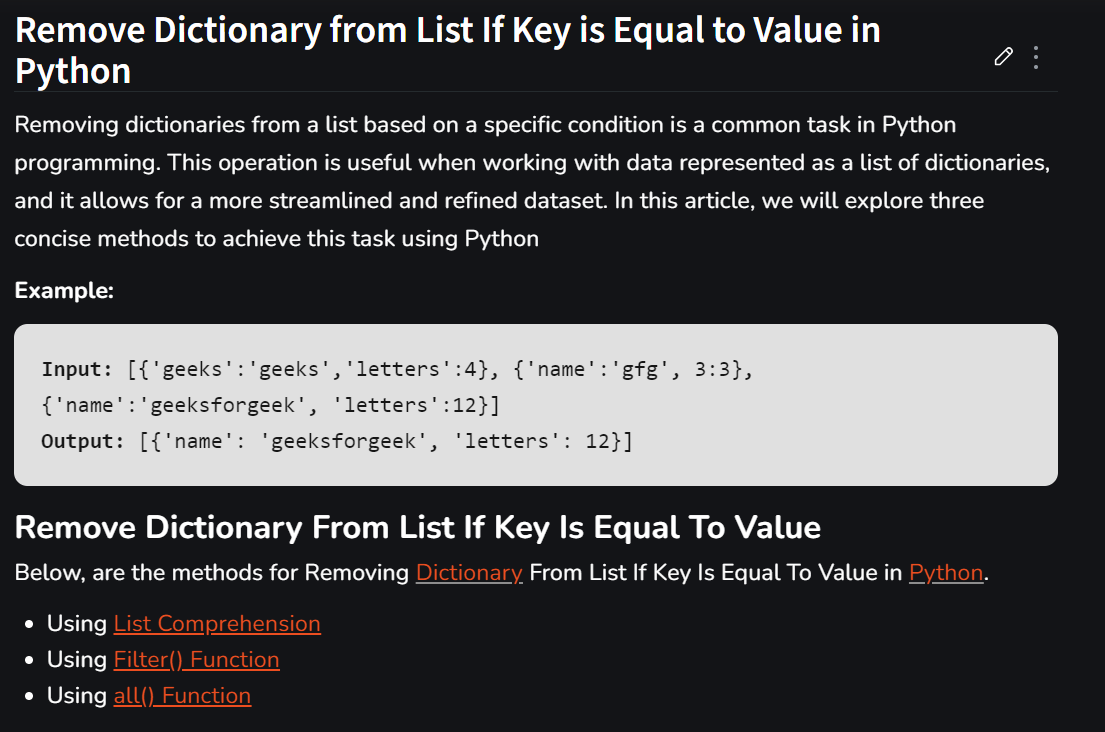 Remove Dictionary from List If Key is Equal to Value in
Python
Removing dictionaries from a list based on a specific condition is a common task in Python
programming. This operation is useful when working with data represented as a list of dictionaries,
and it allows for a more streamlined and refined dataset. In this article, we will explore three
concise methods to achieve this task using Python
Example:
Input: [{'geeks':'geeks','letters':4}, {'name':'gfg', 3:3},
{'name':'geeksforgeek', 'letters':12}]
Output: [{'name': 'geeksforgeek', 'letters': 12}]
Remove Dictionary From List If Key Is Equal To Value
Below, are the methods for Removing Dictionary From List If Key Is Equal To Value in Python.
• Using List Comprehension
• Using Filter() Function
• Using all() Function